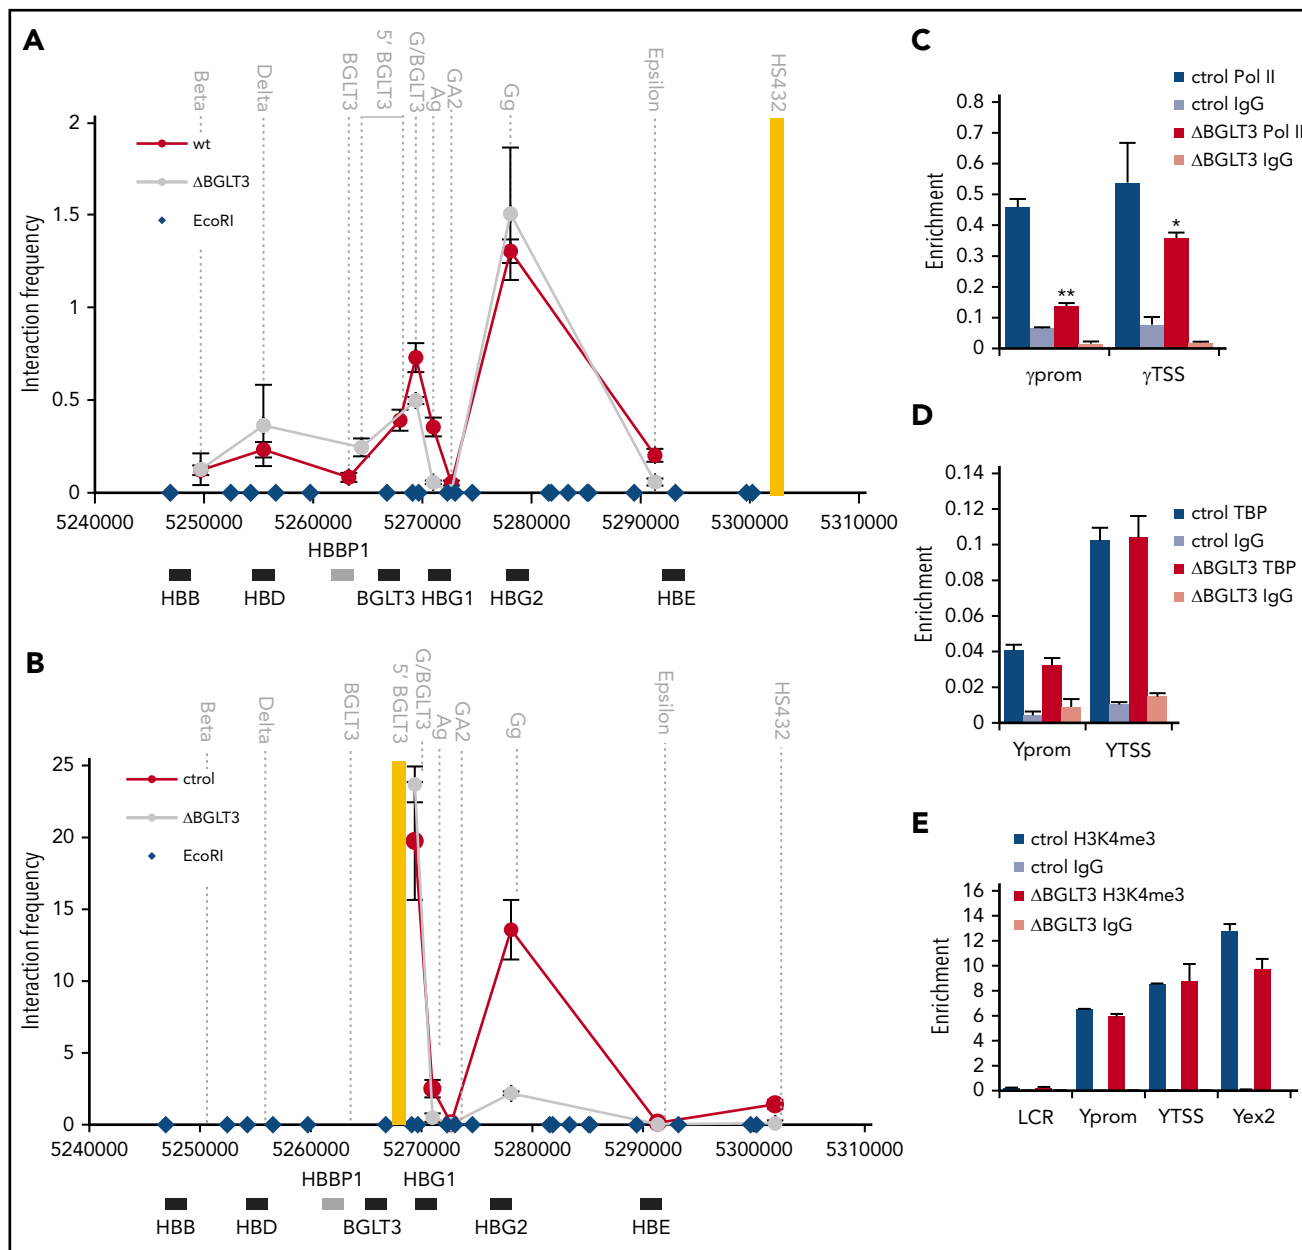 A
Beta
Delta
BGLT3
5' BGLT3
G/BGLT3
Ag
GA2
Gg
Epsilon
HS432
wt
ΔBGLT3
EcoRI
Interaction frequency
2
1.5
1
0.5
0
5240000 5250000 5260000 5270000 5280000 5290000 5300000 5310000
HBBP1
HBB HBD BGLT3 HBG1 HBG2 HBE
B
Beta
Delta
BGLT3
5' BGLT3
G/BGLT3
Ag
GA2
Gg
Epsilon
HS432
ctrol
ΔBGLT3
EcoRI
Interaction frequency
25
20
15
10
5
0
5240000 5250000 5260000 5270000 5280000 5290000 5300000 5310000
HBBP1 HBG1
HBB HBD BGLT3 HBG2 HBE
C
ctrol Pol II
ctrol IgG
ΔBGLT3 Pol II
ΔBGLT3 IgG
Enrichment
0.8
0.7
0.6
0.5
0.4
0.3
0.2
0.1
0
**
*
γprom γTSS
D
ctrol TBP
ctrol IgG
ΔBGLT3 TBP
ΔBGLT3 IgG
Enrichment
0.14
0.12
0.1
0.08
0.06
0.04
0.02
0
Yprom YTSS
E
ctrol H3K4me3
ctrol IgG
ΔBGLT3 H3K4me3
ΔBGLT3 IgG
Enrichment
16
14
12
10
8
6
4
2
0
LCR Yprom YTSS Yex2